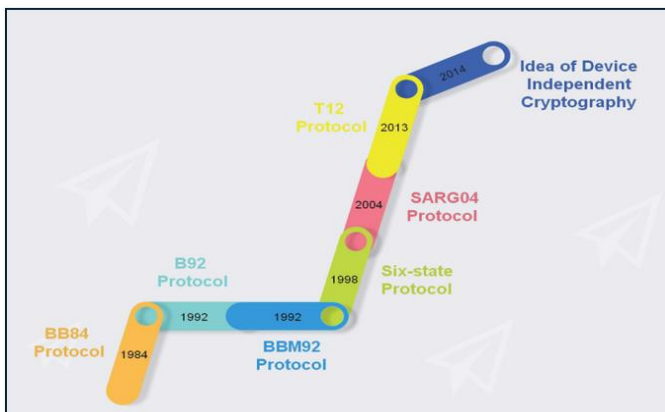 2014
Idea of Device
Independent
Cryptography
T12
Protocol
2013
2004
SARG04
Protocol
B92
Protocol
1998
Six-state
Protocol
1992
1992
BB84
Protocol
1984
BBM92
Protocol